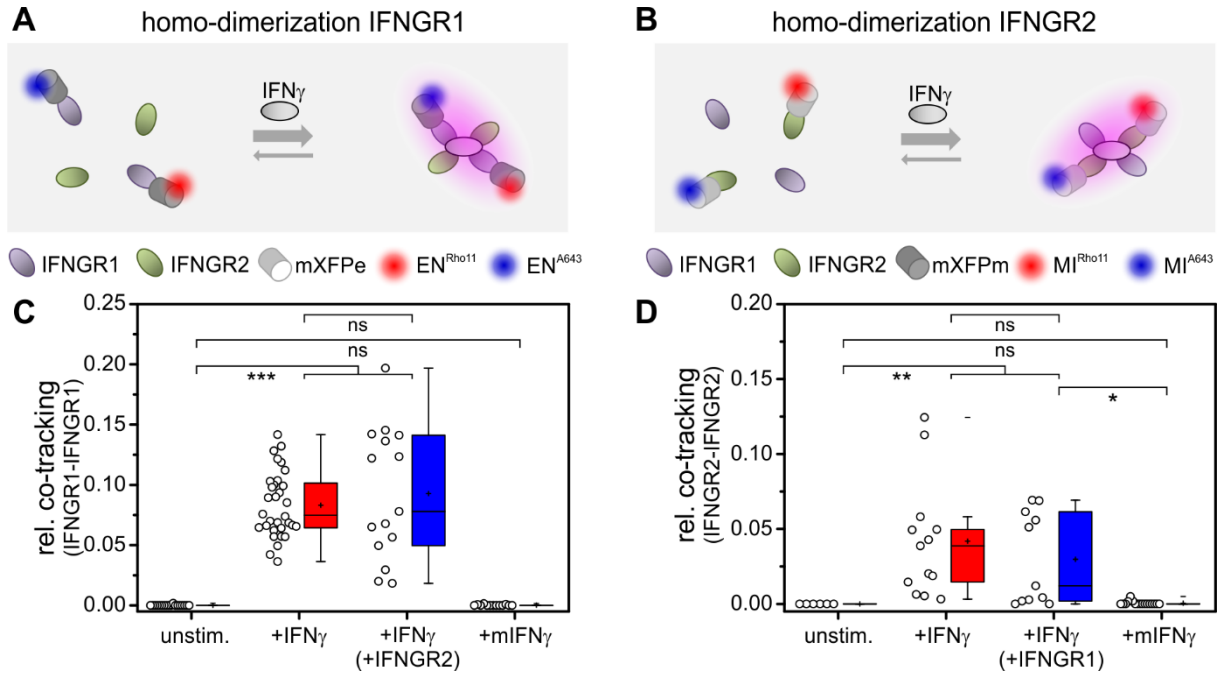 A
homo-dimerization IFNGR1
IFNγ
IFNGR1
IFNGR2
mXFPe
EN^Rho11
EN^A643
B
homo-dimerization IFNGR2
IFNγ
IFNGR1
IFNGR2
mXFPm
MI^Rho11
MI^A643
C
rel. co-tracking
(IFNGR1-IFNGR1)
0.25
0.20
0.15
0.10
0.05
0.00
ns
ns
***
unstim.
+IFNγ
+IFNγ
(+IFNGR2)
+mIFNγ
D
rel. co-tracking
(IFNGR2-IFNGR2)
0.20
0.15
0.10
0.05
0.00
ns
ns
**
*
unstim.
+IFNγ
+IFNγ
(+IFNGR1)
+mIFNγ